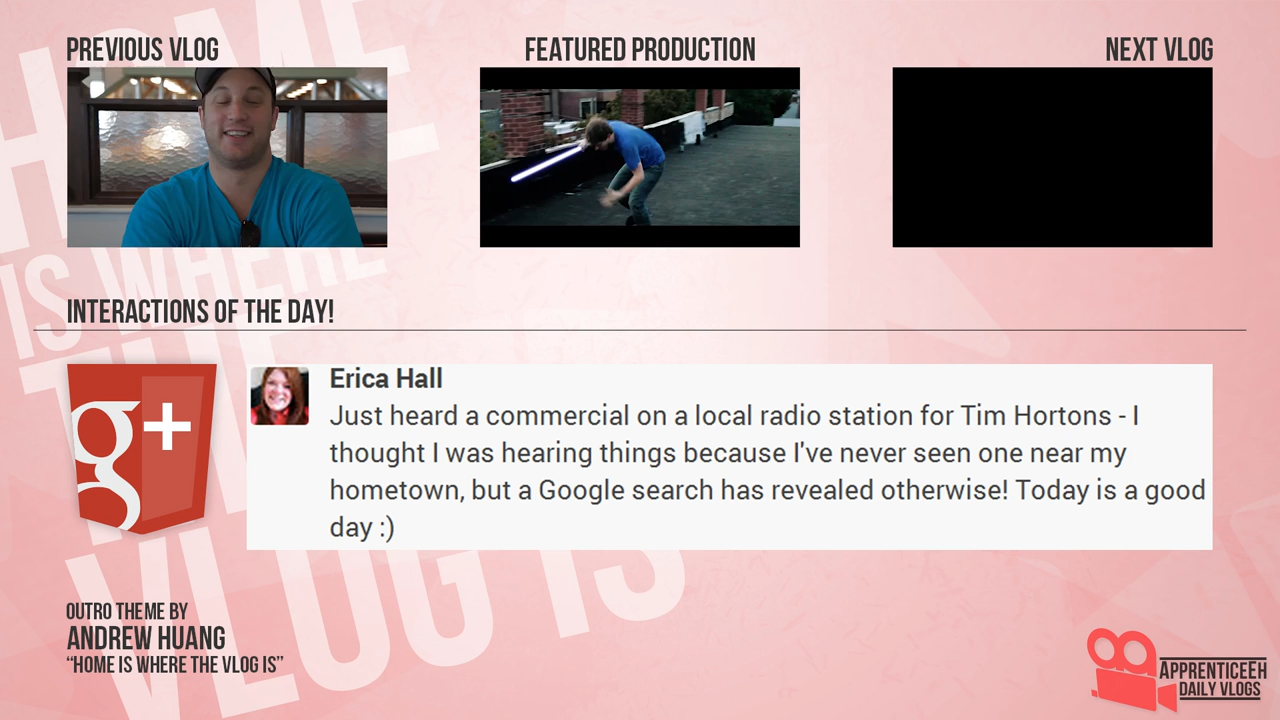 PREVIOUS VLOG
FEATURED PRODUCTION
NEXT VLOG
HOME
IS WHERE
THE
VLOG IS
INTERACTIONS OF THE DAY!
g+
Erica Hall
Just heard a commercial on a local radio station for Tim Hortons - I
thought I was hearing things because I've never seen one near my
hometown, but a Google search has revealed otherwise! Today is a good
day :)
OUTRO THEME BY
ANDREW HUANG
“HOME IS WHERE THE VLOG IS”
APPRENTICEEH
DAILY VLOGS